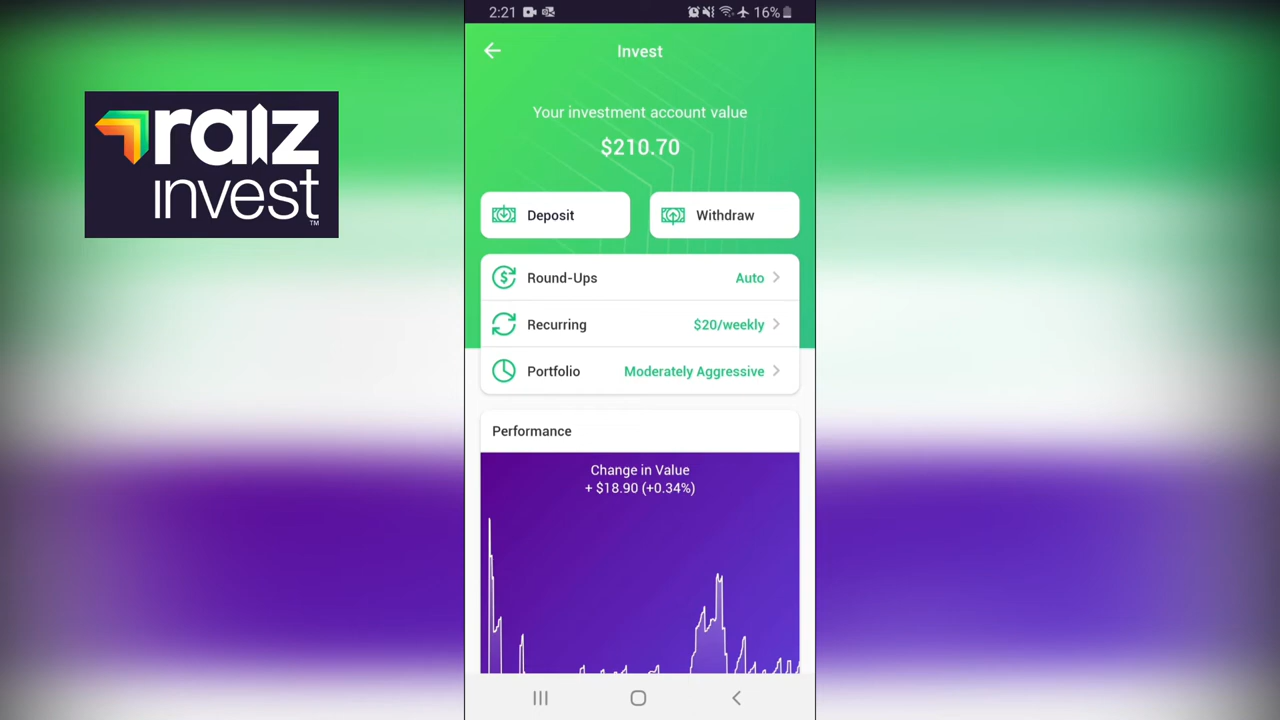 2:21
16%
raiz
invest
TM
Invest
Your investment account value
$210.70
Deposit
Withdraw
Round-Ups
Auto
Recurring
$20/weekly
Portfolio
Moderately Aggressive
Performance
Change in Value
+ $18.90 (+0.34%)